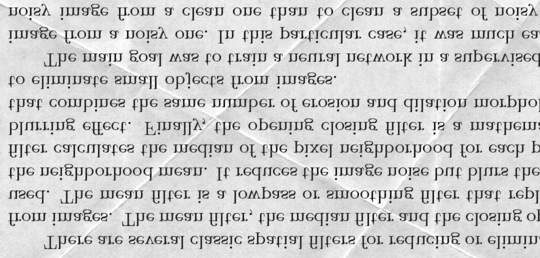 There are several classic spatial filters for reducing or elimin
from images. The mean filter, the median filter and the closing op
used. The mean filter is a lowpass or smoothing filter that repl
the neighborhood mean. It reduces the image noise but blurs the
filter calculates the median of the pixel neighborhood for each p
blurring effect. Finally, the opening closing filter is a mathema
that combines the same number of erosion and dilation morphol
to eliminate small objects from images.
The main goal was to train a neural network in a supervised
image from a noisy one. In this particular case, it was much ea
noisy image from a clean one than to clean a subset of noisy